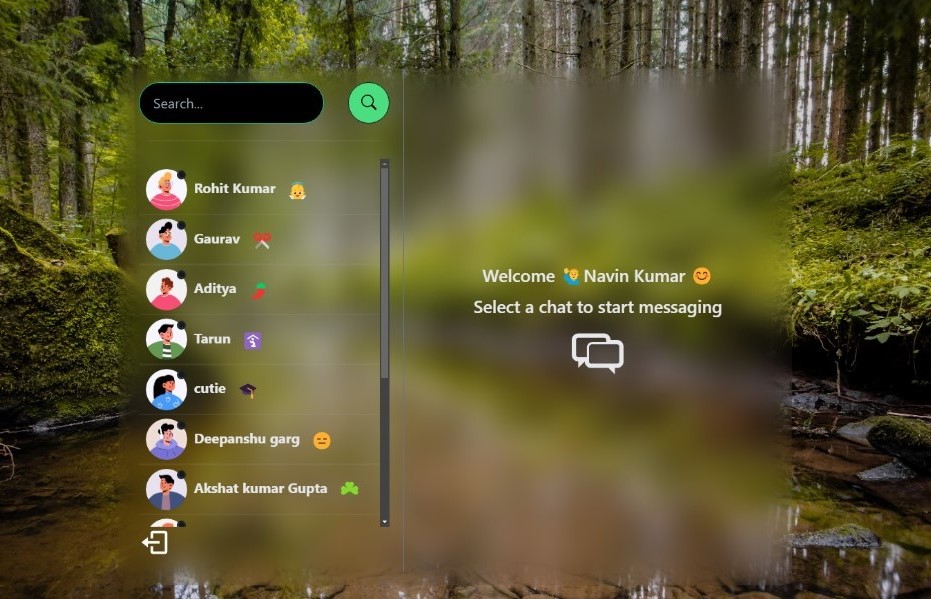 Search...
Rohit Kumar 👼
Gaurav
Aditya
Tarun
cutie 🎓
Deepanshu garg 😑
Akshat kumar Gupta ☘️
Welcome 🙋‍♂️ Navin Kumar 😊
Select a chat to start messaging